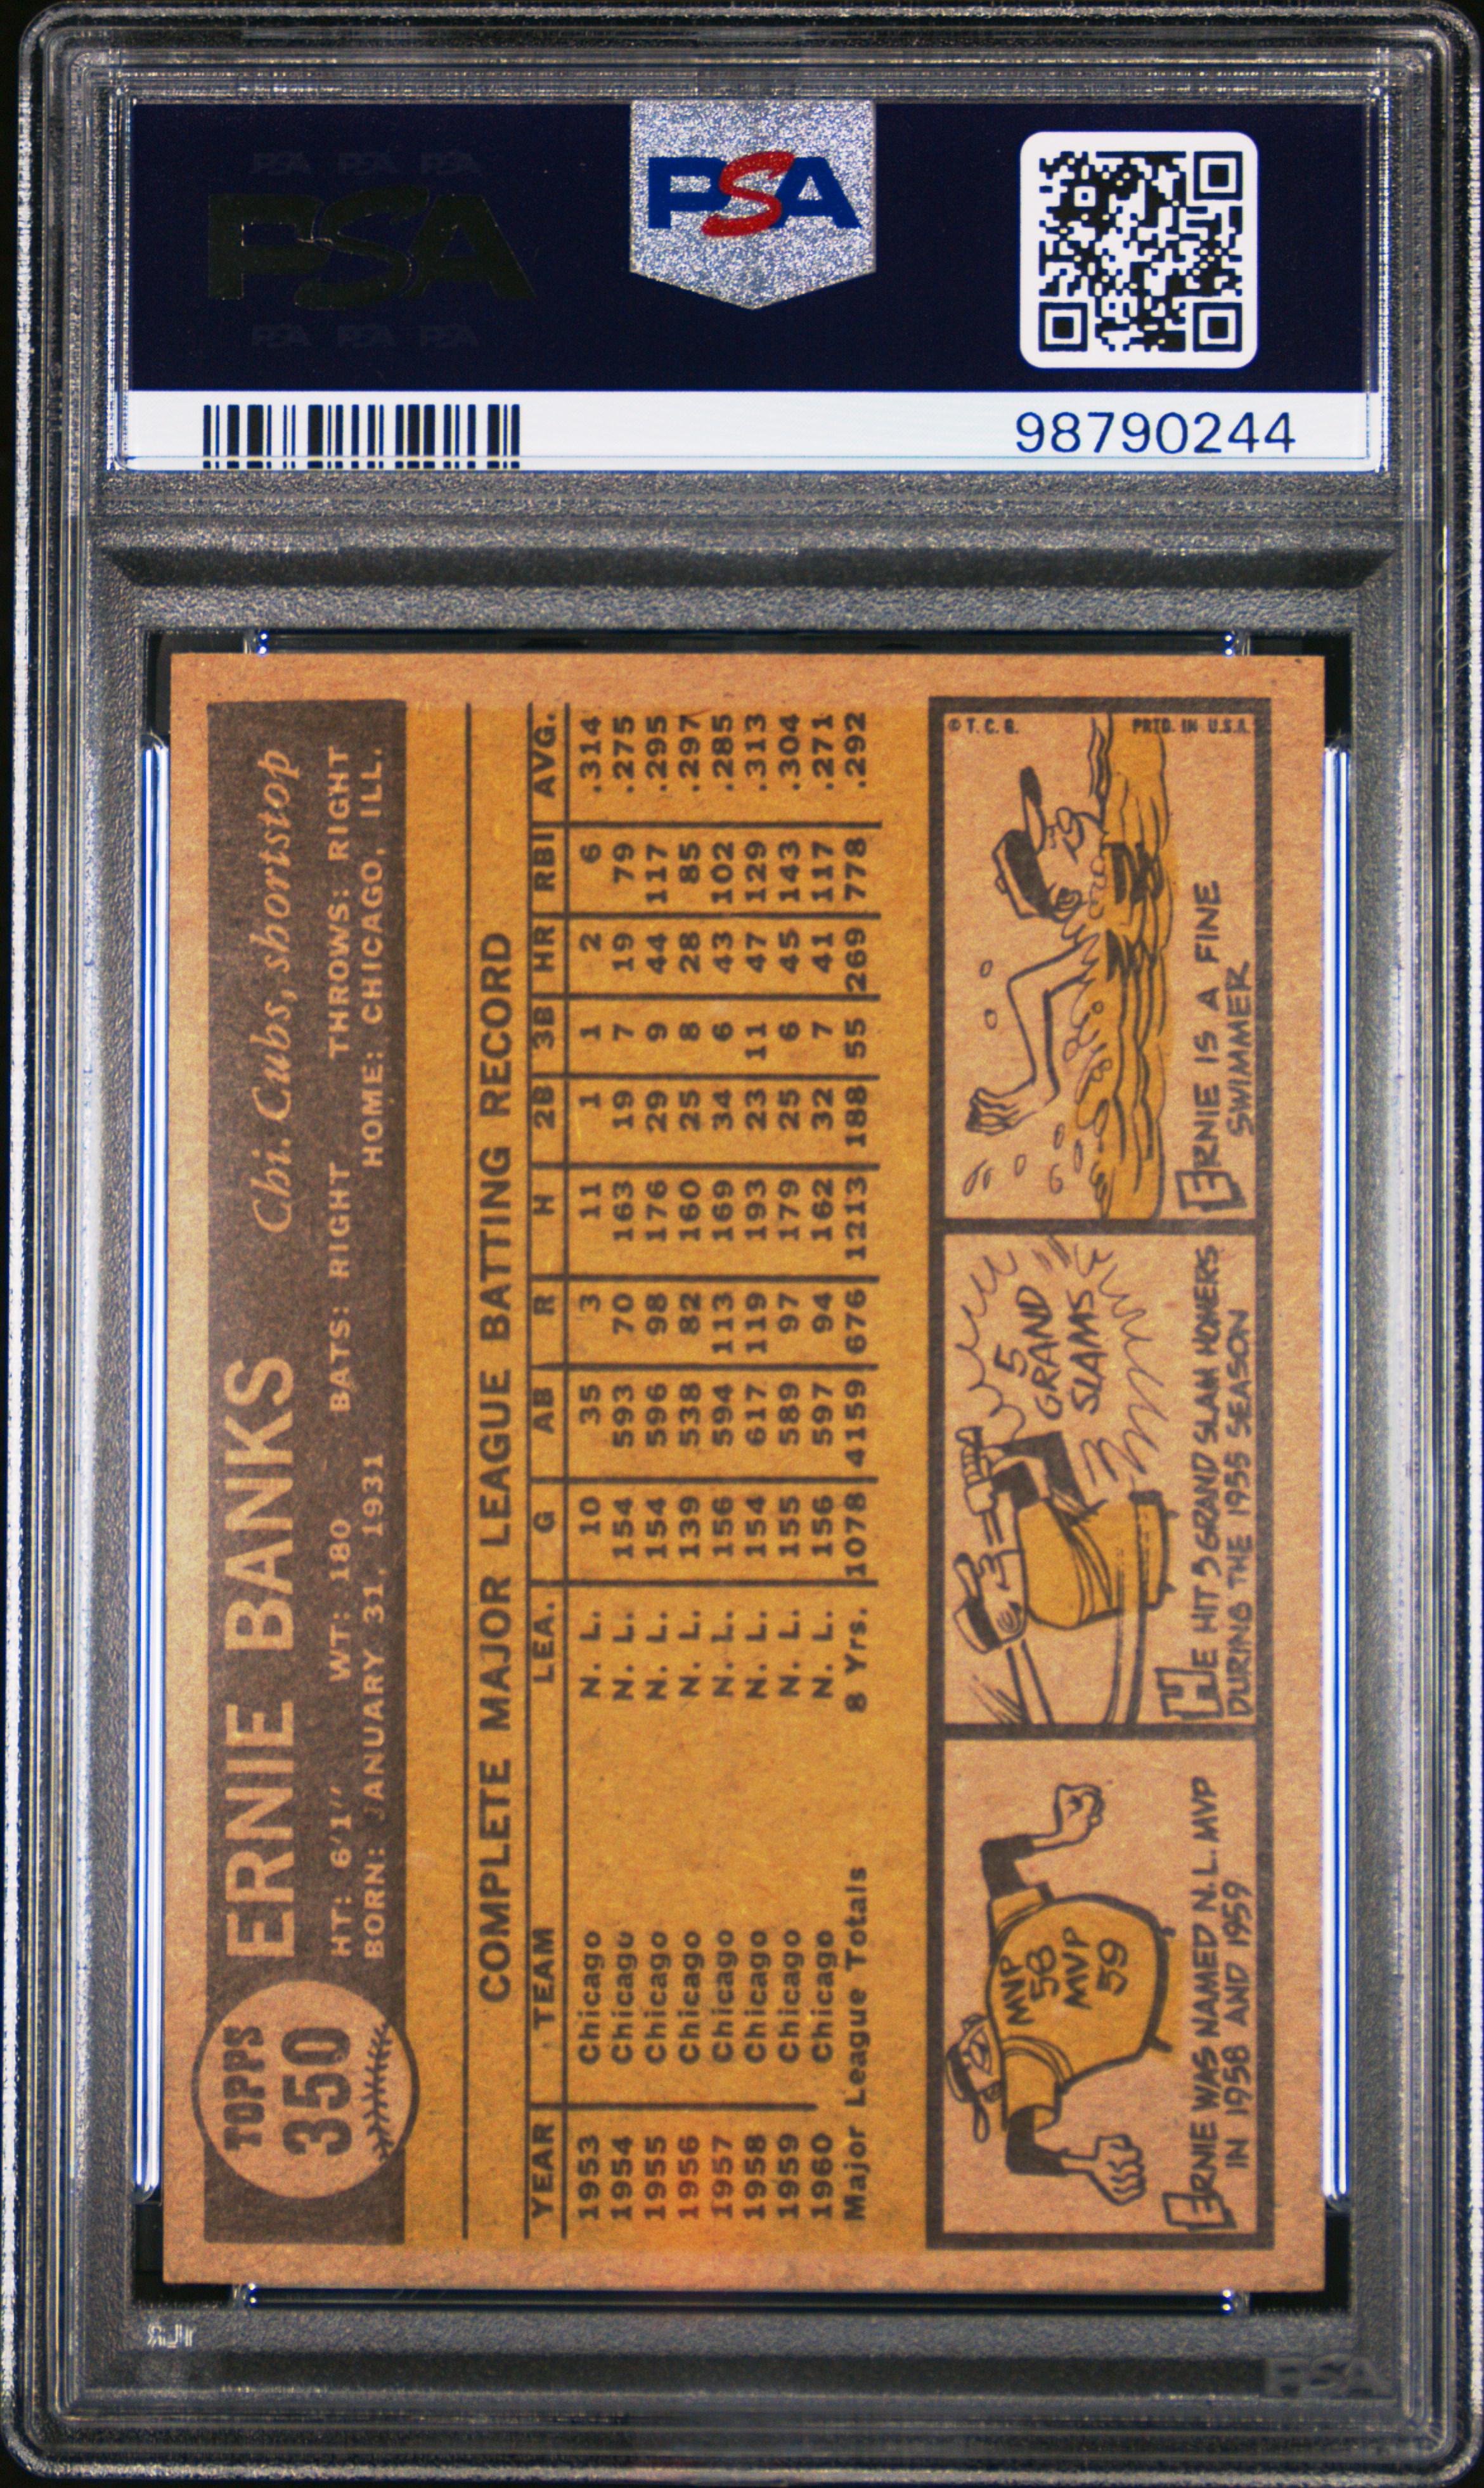 PSA PSA PSA
PSA
PSA PSA PSA
PSA
98790244
TOPPS
350
ERNIE BANKS Chi. Cubs, shortstop
HT: 6'1" WT: 180 BATS: RIGHT THROWS: RIGHT
BORN: JANUARY 31, 1931 HOME: CHICAGO, ILL.
COMPLETE MAJOR LEAGUE BATTING RECORD
YEAR TEAM LEA. G AB R H 2B 3B HR RBI AVG.
1953 Chicago N. L. 10 35 3 11 1 1 2 6 .314
1954 Chicago N. L. 154 593 70 163 19 7 19 79 .275
1955 Chicago N. L. 154 596 98 176 29 9 44 117 .295
1956 Chicago N. L. 139 538 82 160 25 8 28 85 .297
1957 Chicago N. L. 156 594 113 169 34 6 43 102 .285
1958 Chicago N. L. 154 617 119 193 23 11 47 129 .313
1959 Chicago N. L. 155 589 97 179 25 6 45 143 .304
1960 Chicago N. L. 156 597 94 162 32 7 41 117 .271
Major League Totals 8 Yrs. 1078 4159 676 1213 188 55 269 778 .292
MVP
58
MVP
59
ERNIE WAS NAMED N.L. MVP
IN 1958 AND 1959
5
GRAND
SLAMS
HE HIT 5 GRAND SLAM HOMERS
DURING THE 1955 SEASON
© T. C. G.
PRTD. IN U.S.A.
ERNIE IS A FINE
SWIMMER
PSA